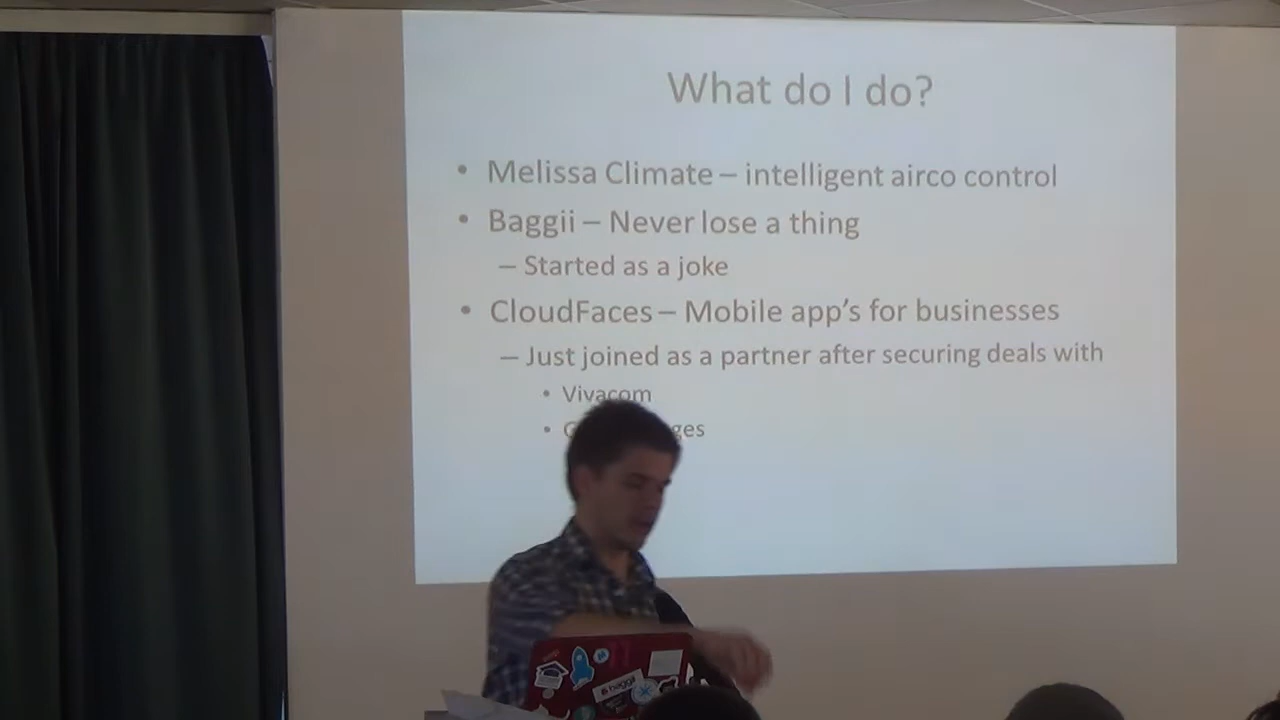 What do I do?
• Melissa Climate – intelligent airco control
• Baggii – Never lose a thing
– Started as a joke
• CloudFaces – Mobile app's for businesses
– Just joined as a partner after securing deals with
• Vivacom
•
baggii